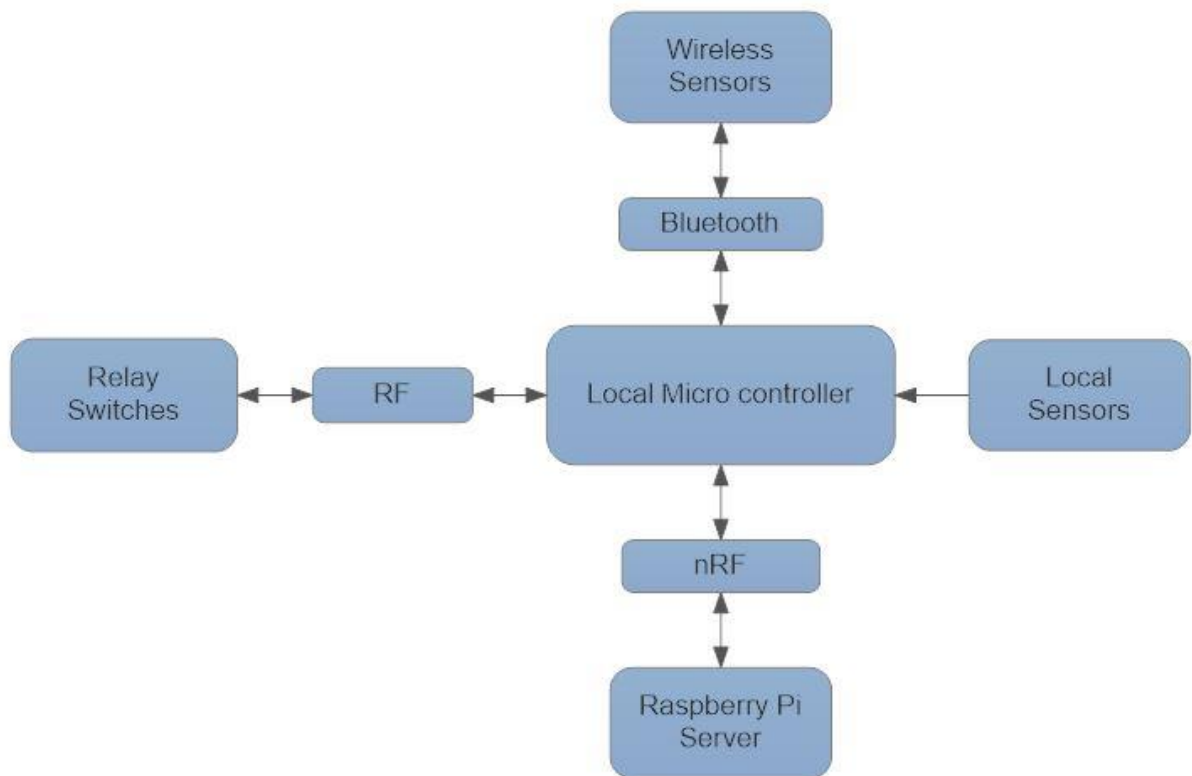 Wireless
Sensors
Bluetooth
Relay
Switches
RF
Local Micro controller
Local
Sensors
nRF
Raspberry Pi
Server